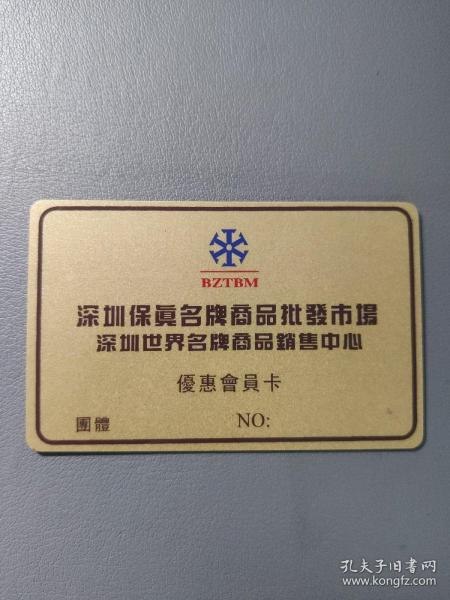 BZTBM
深圳保眞名牌商品批發市場
深圳世界名牌商品銷售中心
優惠會員卡
團體 NO:
孔夫子旧书网
www.kongfz.com